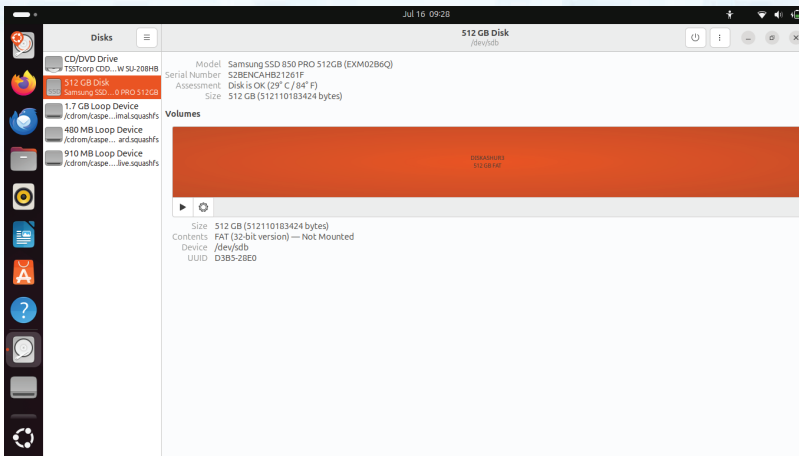 Jul 16 09:28
Disks
512 GB Disk
/dev/sdb
CD/DVD Drive
TSSTcorp CDD...W SU-208HB
512 GB Disk
Samsung SSD...0 PRO 512GB
1.7 GB Loop Device
/cdrom/caspe...imal.squashfs
480 MB Loop Device
/cdrom/caspe... ard.squashfs
910 MB Loop Device
/cdrom/caspe...live.squashfs
Model Samsung SSD 850 PRO 512GB (EXM02B6Q)
Serial Number S2BENCAHB21261F
Assessment Disk is OK (29° C / 84° F)
Size 512 GB (512110183424 bytes)
Volumes
DISKASHUR2
512 GB FAT
Size 512 GB (512110183424 bytes)
Contents FAT (32-bit version) — Not Mounted
Device /dev/sdb
UUID D3B5-28E0